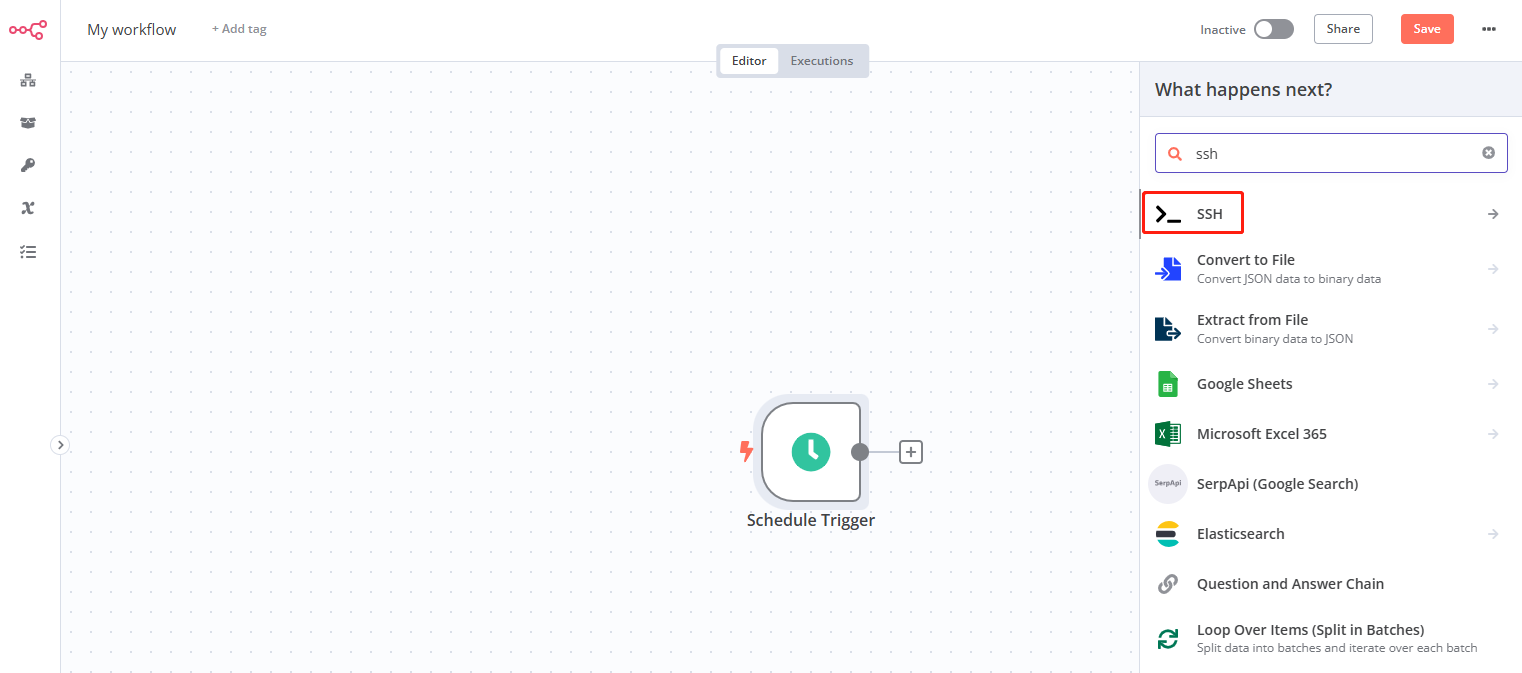 My workflow
+ Add tag
Inactive
Share
Save
Editor
Executions
What happens next?
ssh
SSH
Convert to File
Convert JSON data to binary data
Extract from File
Convert binary data to JSON
Google Sheets
Microsoft Excel 365
SerpApi
SerpApi (Google Search)
Elasticsearch
Question and Answer Chain
Loop Over Items (Split in Batches)
Split data into batches and iterate over each batch
Schedule Trigger